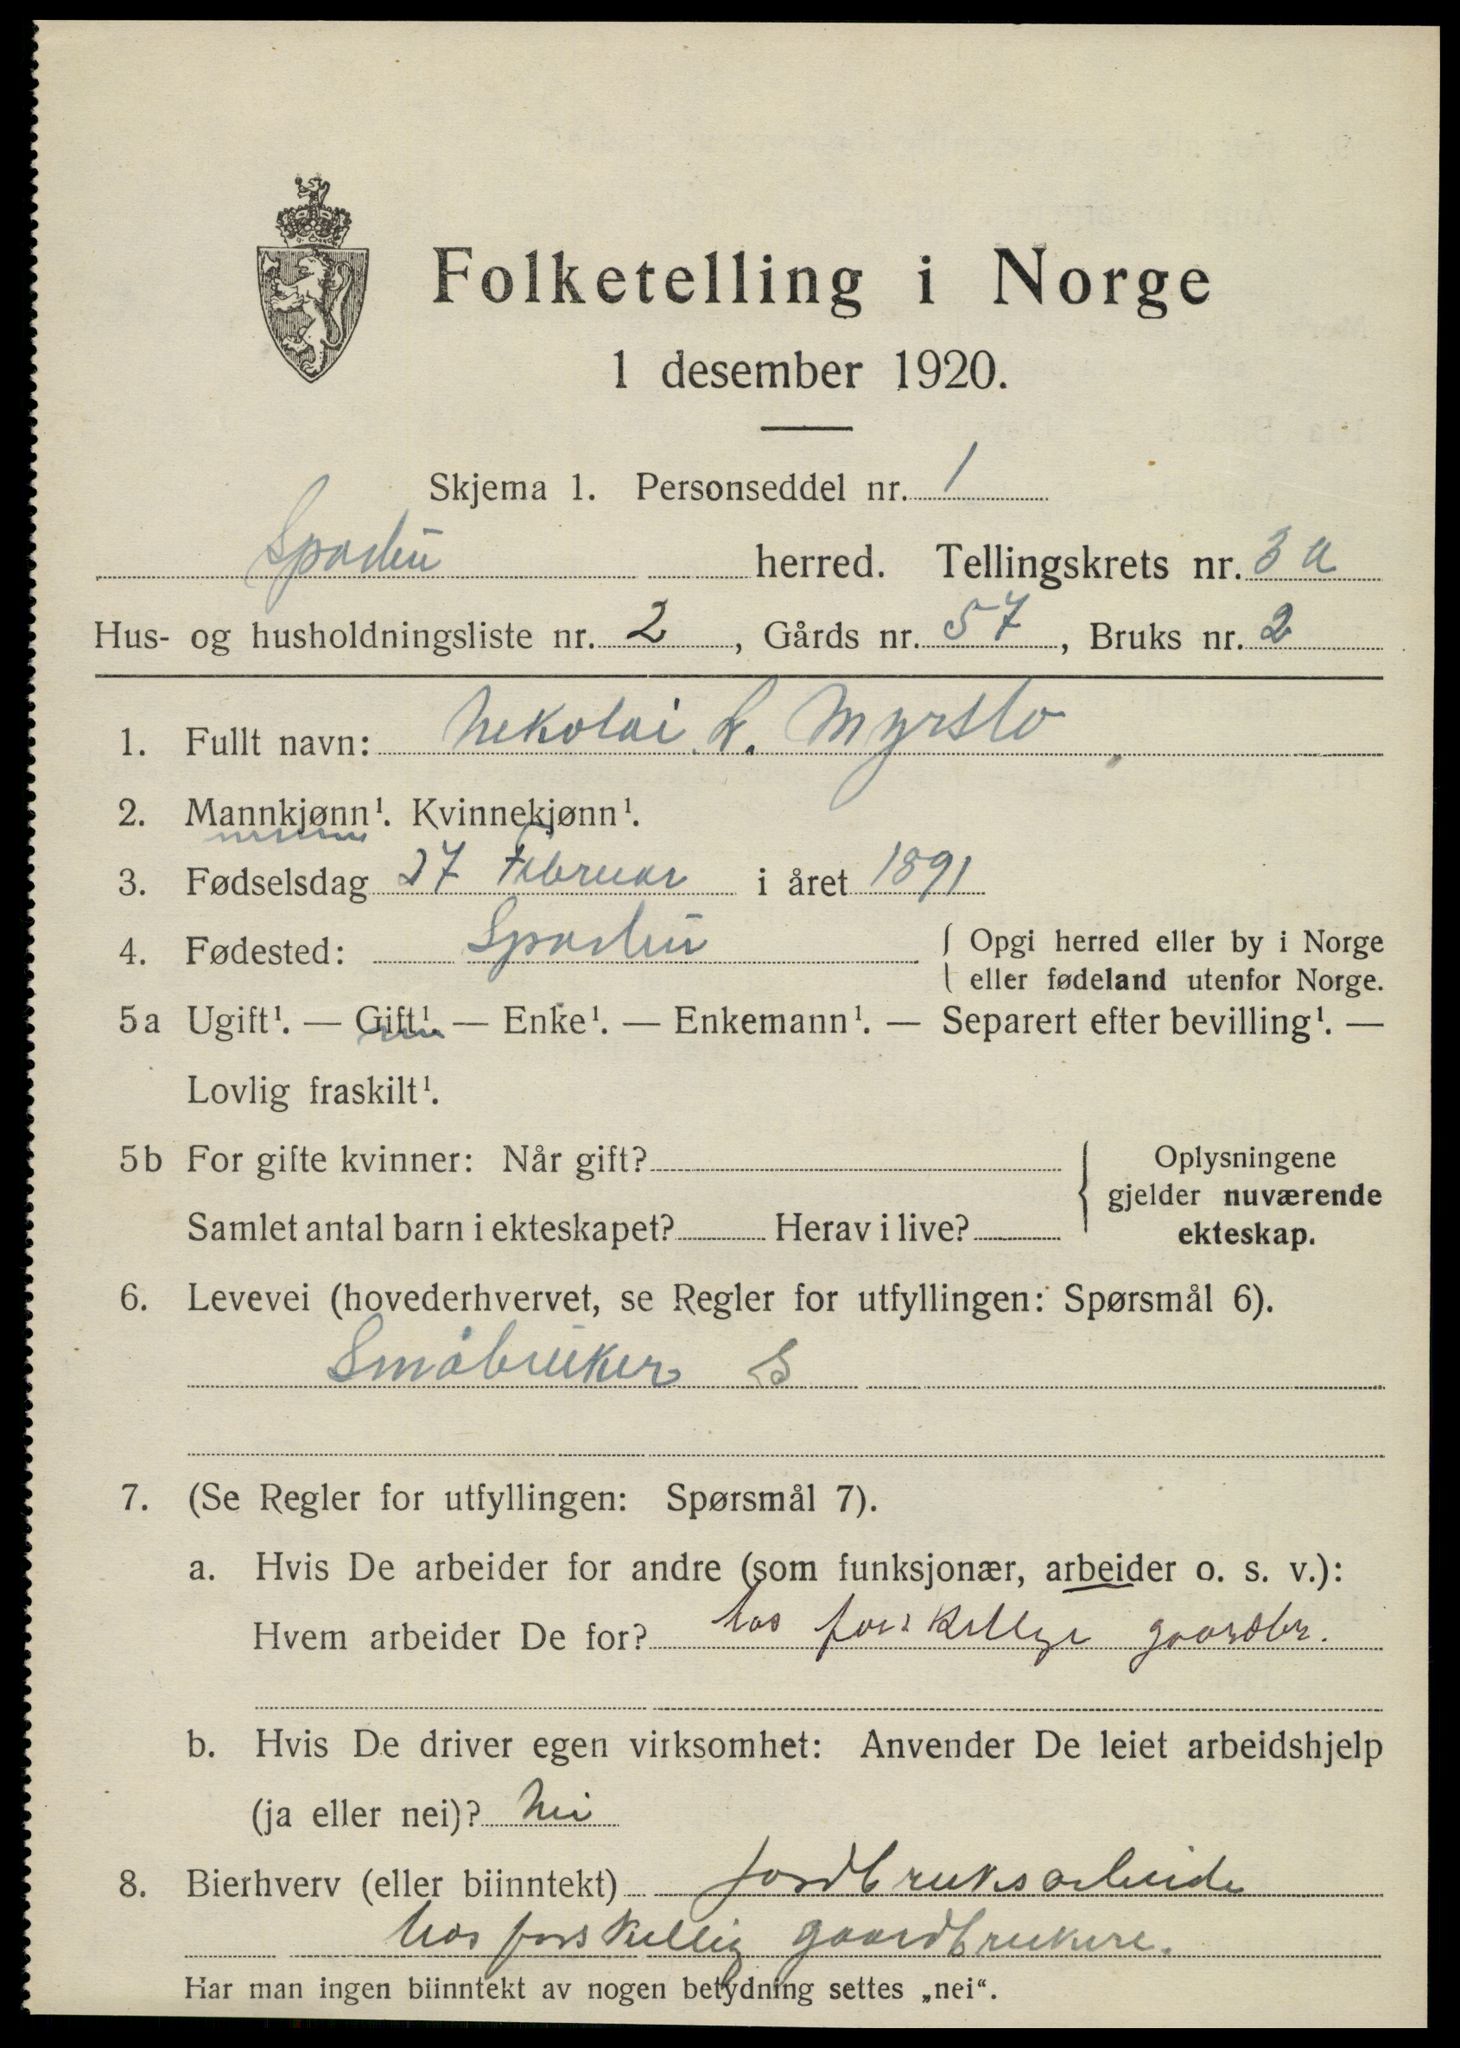 Folketelling i Norge
1 desember 1920.
Skjema 1. Personseddel nr. 1
Sparbu herred. Tellingskrets nr. 3a
Hus- og husholdningsliste nr. 2, Gårds nr. 57, Bruks nr. 2
1. Fullt navn: Nekolai L. Myrslo
2. Mannkjønn¹. Kvinnekjønn¹.
3. Fødselsdag 27 Februar i året 1891
4. Fødested: Sparbu { Opgi herred eller by i Norge
eller fødeland utenfor Norge.
5a Ugift¹. — Gift¹ — Enke¹. — Enkemann¹. — Separert efter bevilling¹. —
Lovlig fraskilt¹.
5b For gifte kvinner: Når gift? { Oplysningene
gjelder nuværende
Samlet antal barn i ekteskapet? Herav i live? ekteskap.
6. Levevei (hovederhvervet, se Regler for utfyllingen: Spørsmål 6).
Småbruker S
7. (Se Regler for utfyllingen: Spørsmål 7).
a. Hvis De arbeider for andre (som funksjonær, arbeider o. s. v.):
Hvem arbeider De for? hos forskellige gaardbr.
b. Hvis De driver egen virksomhet: Anvender De leiet arbeidshjelp
(ja eller nei)? Nei
8. Bierhverv (eller biinntekt) jordbruksarbeide
hos forskellig gaardbrukere.
Har man ingen biinntekt av nogen betydning settes „nei“.